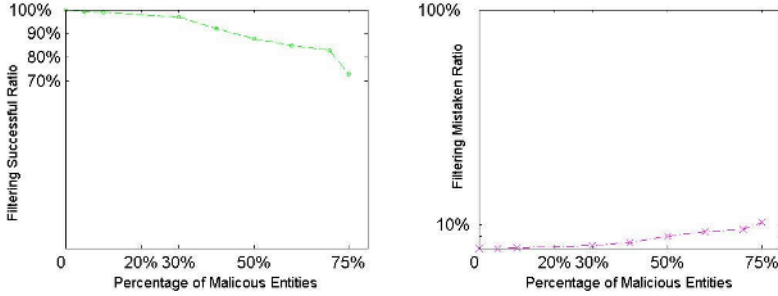 100%
90%
80%
70%
Filtering Successful Ratio
0 20% 30% 50% 75%
Percentage of Malicous Entities
100%
10%
Filtering Mistaken Ratio
0 20% 30% 50% 75%
Percentage of Malicious Entities